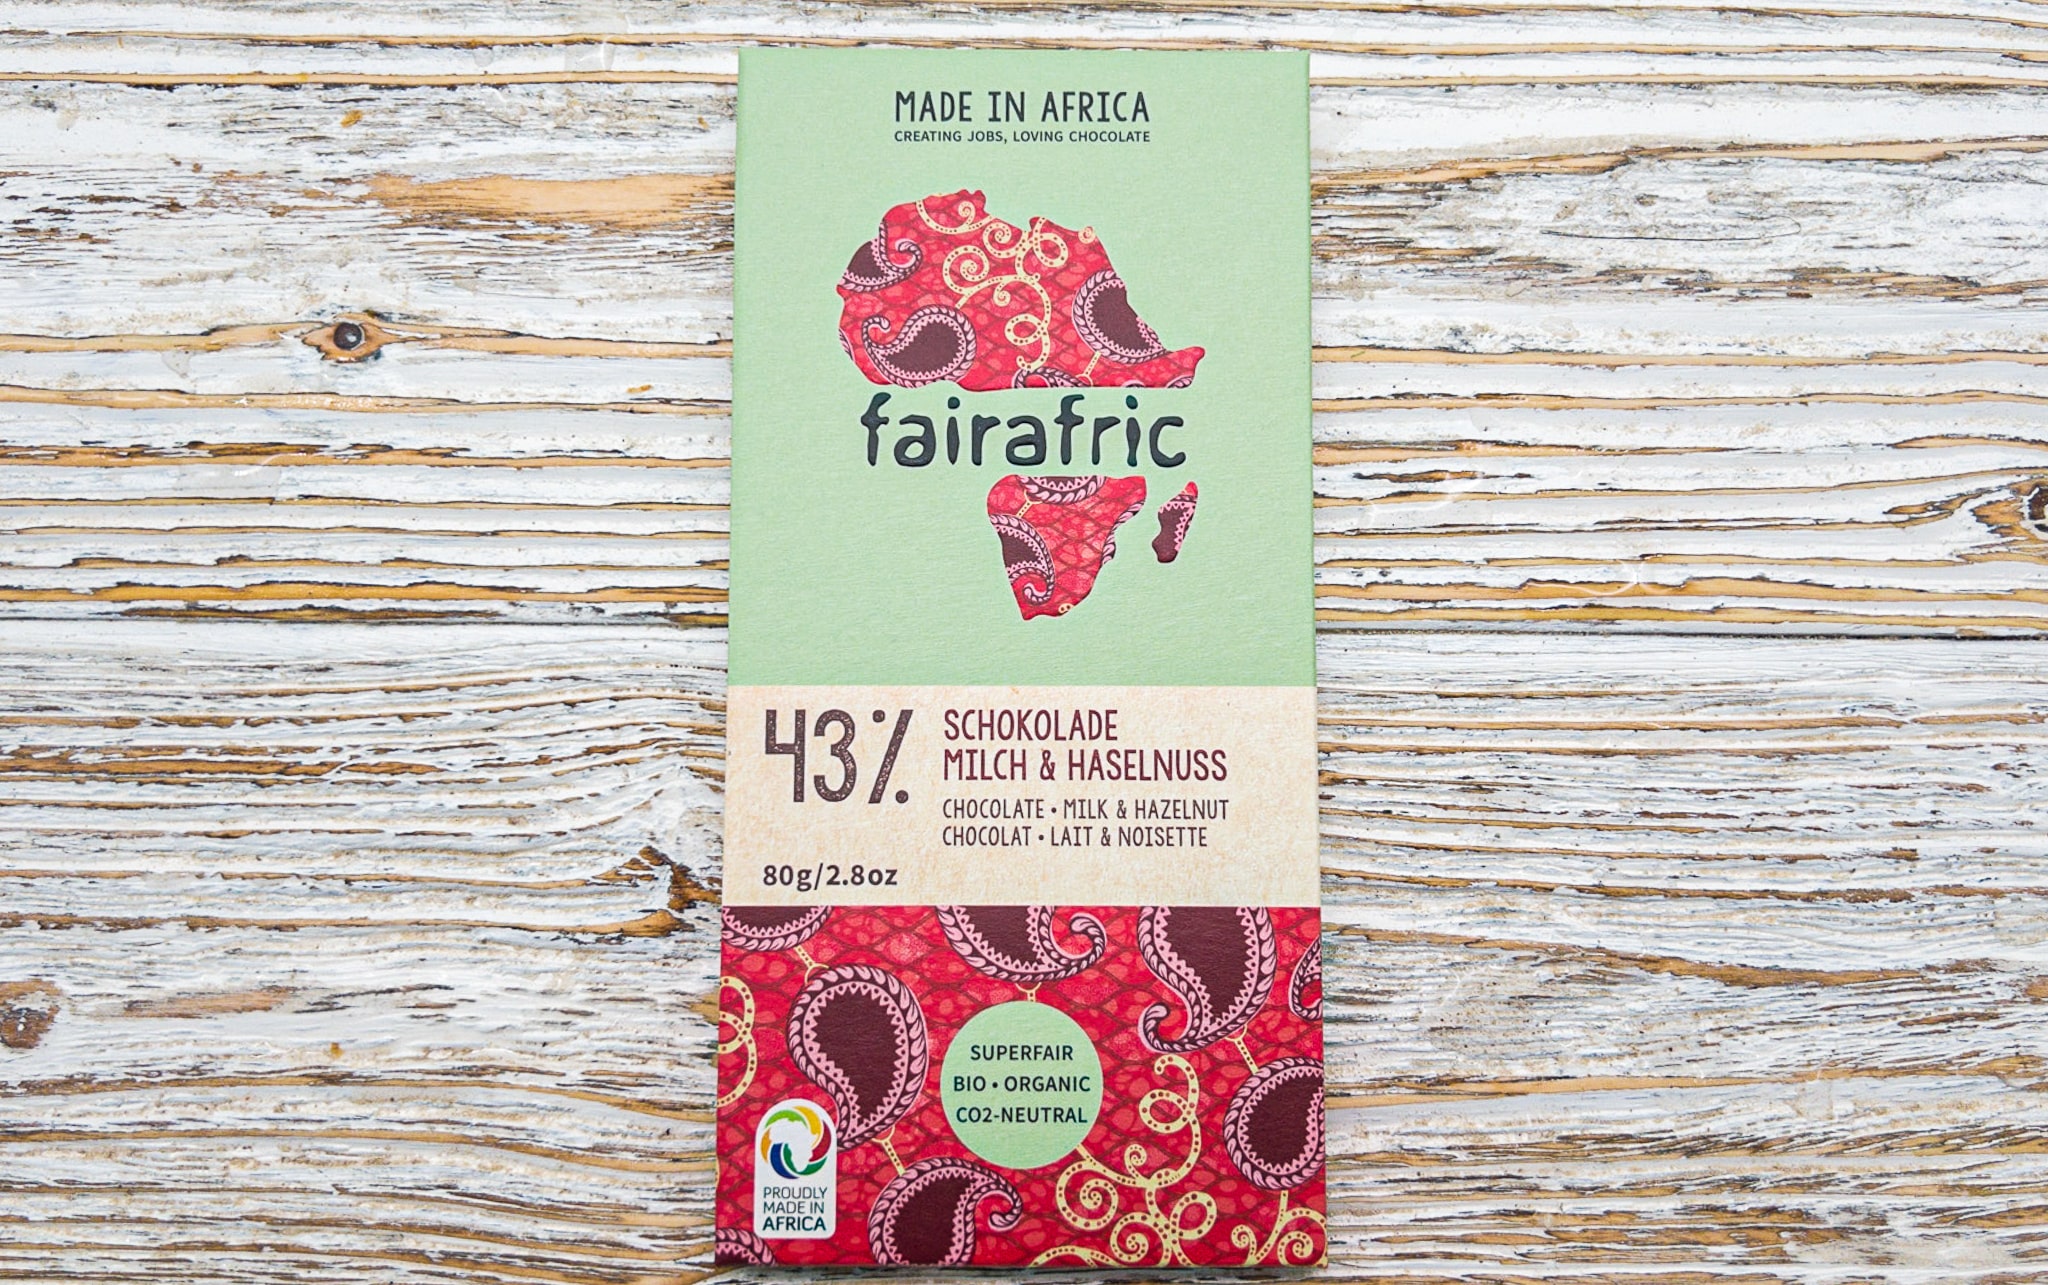 MADE IN AFRICA
CREATING JOBS, LOVING CHOCOLATE
fairafric
43%
SCHOKOLADE
MILCH & HASELNUSS
CHOCOLATE • MILK & HAZELNUT
CHOCOLAT • LAIT & NOISETTE
80g/2.8oz
SUPERFAIR
BIO • ORGANIC
CO2-NEUTRAL
PROUDLY
MADE IN
AFRICA